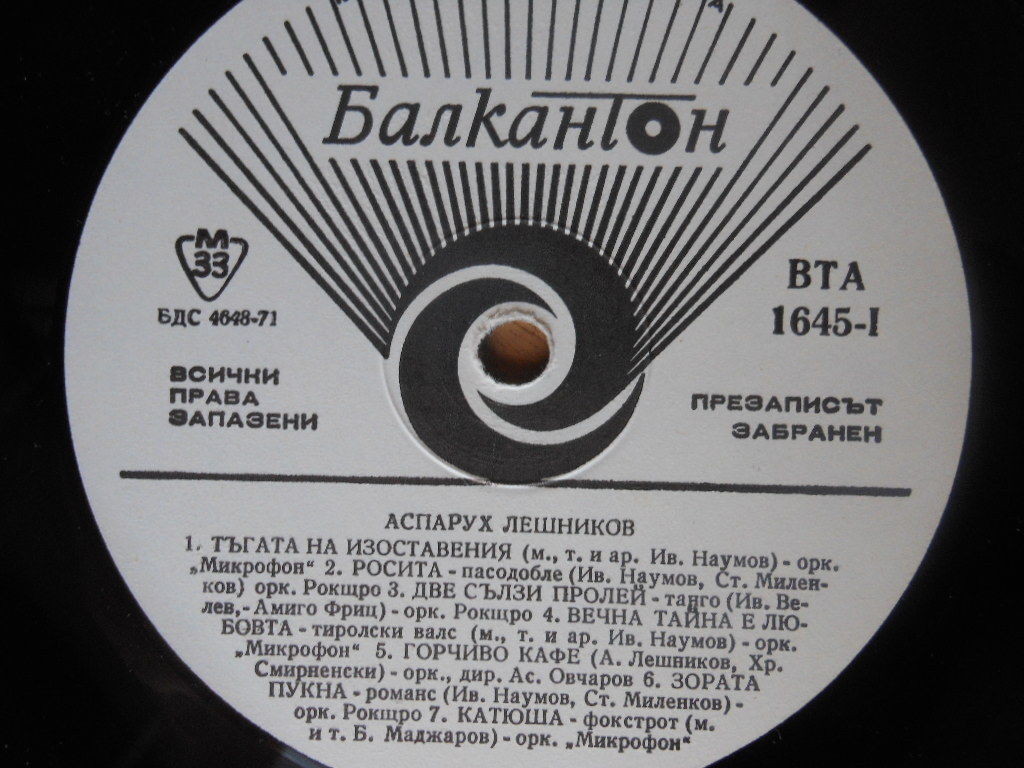 Балкантон
М
33
БДС 4648-71
ВТА
1645-I
ВСИЧКИ
ПРАВА
ЗАПАЗЕНИ
ПРЕЗАПИСЪТ
ЗАБРАНЕН
АСПАРУХ ЛЕШНИКОВ
1. ТЪГАТА НА ИЗОСТАВЕНИЯ (м., т. и ар. Ив. Наумов) - орк.
„Микрофон“ 2. РОСИТА - пасодобле (Ив. Наумов, Ст. Милен-
ков) орк. Рокщро 3. ДВЕ СЪЛЗИ ПРОЛЕЙ - танго (Ив. Ве-
лев,- Амиго Фриц) - орк. Рокщро 4. ВЕЧНА ТАЙНА Е ЛЮ-
БОВТА - тиролски валс (м., т. и ар. Ив. Наумов) - орк.
„Микрофон“ 5. ГОРЧИВО КАФЕ (А. Лешников, Хр.
Смирненски) - орк., дир. Ас. Овчаров 6. ЗОРАТА
ПУКНА - романс (Ив. Наумов, Ст. Миленков) -
орк. Рокщро 7. КАТЮША - фокстрот (м.
и т. Б. Маджаров) - орк. „Микрофон“